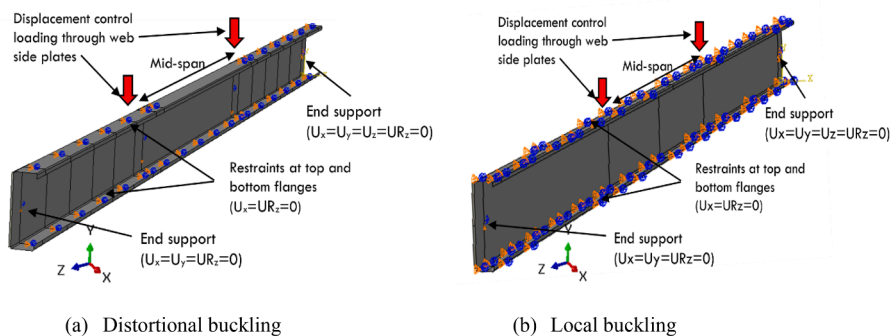 Displacement control
loading through web
side plates
Mid-span
End support
(Ux=Uy=Uz=URz=0)
Restraints at top and
bottom flanges
(Ux=URz=0)
End support
(Ux=Uy=URz=0)
Y
Z
X
(a) Distortional buckling
Displacement control
loading through web
side plates
Mid-span
X
End support
(Ux=Uy=Uz=URz=0)
Restraints at top and
bottom flanges
(Ux=URz=0)
End support
(Ux=Uy=URz=0)
Y
Z
X
(b) Local buckling